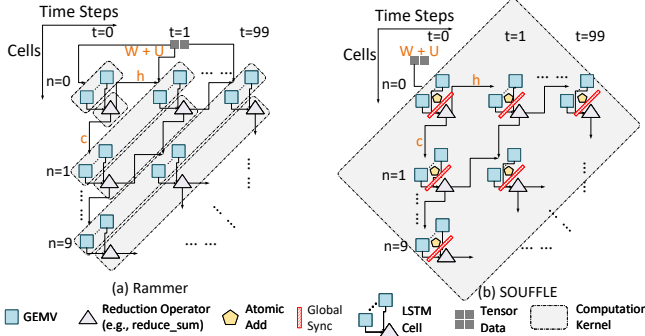 Time Steps
t=0
t=1
t=99
Cells
W + U
n=0
h
... ...
c
n=1
n=9
... ...
(a) Rammer
Time Steps
t=0
t=1
t=99
Cells
W + U
n=0
h
... ...
c
n=1
n=9
... ...
(b) SOUFFLE
GEMV
Reduction Operator
(e.g., reduce_sum)
Atomic
Add
Global
Sync
LSTM
Cell
Tensor
Data
Computation
Kernel